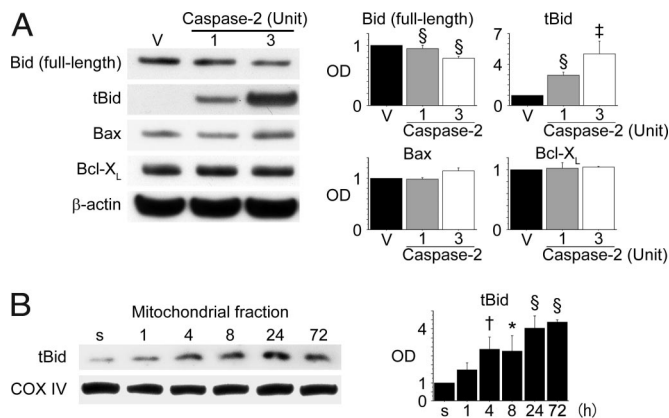 A
Caspase-2 (Unit)
V 1 3
Bid (full-length)
tBid
Bax
Bcl-XL
β-actin
Bid (full-length)
§ §
OD
1
0
V 1 3
Caspase-2
tBid
§ ‡
7
4
1
0
V 1 3
Caspase-2
Bax
OD
1
0
V 1 3
Caspase-2 (Unit)
Bcl-XL
1
0
V 1 3
Caspase-2 (Unit)
B
Mitochondrial fraction
s 1 4 8 24 72
tBid
COX IV
tBid
† * § §
OD
4
1
0
s 1 4 8 24 72 (h)